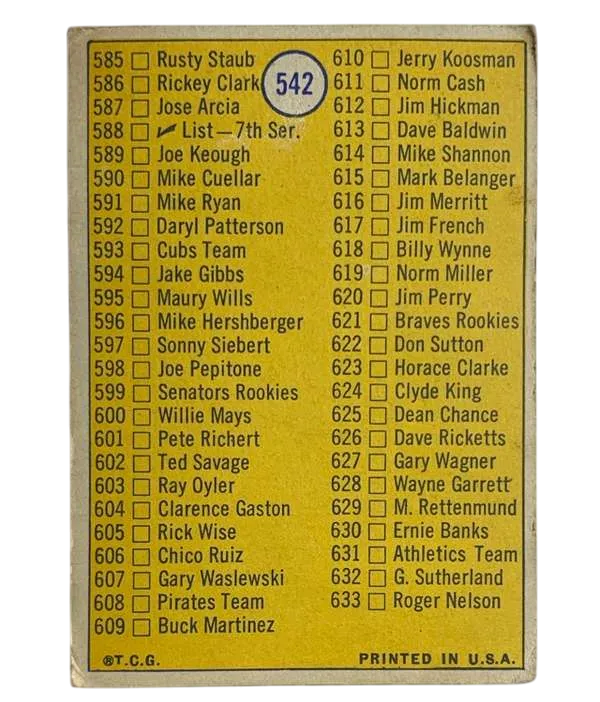 585 Rusty Staub
586 Rickey Clark
587 Jose Arcia
588 List—7th Ser.
589 Joe Keough
590 Mike Cuellar
591 Mike Ryan
592 Daryl Patterson
593 Cubs Team
594 Jake Gibbs
595 Maury Wills
596 Mike Hershberger
597 Sonny Siebert
598 Joe Pepitone
599 Senators Rookies
600 Willie Mays
601 Pete Richert
602 Ted Savage
603 Ray Oyler
604 Clarence Gaston
605 Rick Wise
606 Chico Ruiz
607 Gary Waslewski
608 Pirates Team
609 Buck Martinez
542
610 Jerry Koosman
611 Norm Cash
612 Jim Hickman
613 Dave Baldwin
614 Mike Shannon
615 Mark Belanger
616 Jim Merritt
617 Jim French
618 Billy Wynne
619 Norm Miller
620 Jim Perry
621 Braves Rookies
622 Don Sutton
623 Horace Clarke
624 Clyde King
625 Dean Chance
626 Dave Ricketts
627 Gary Wagner
628 Wayne Garrett
629 M. Rettenmund
630 Ernie Banks
631 Athletics Team
632 G. Sutherland
633 Roger Nelson
®T.C.G.
PRINTED IN U.S.A.